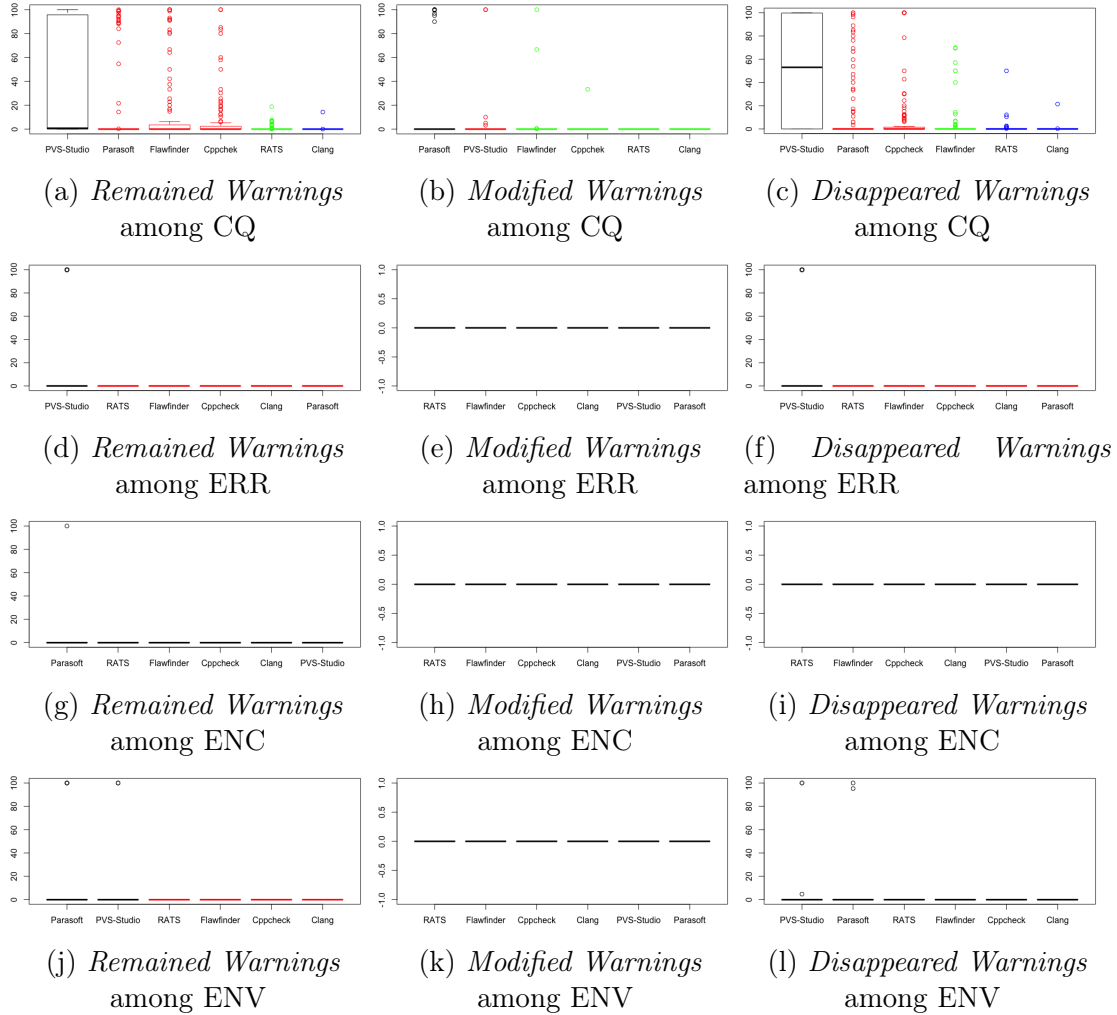 0 20 40 60 80 100
PVS-Studio Parasoft Flawfinder Cppchek RATS Clang
(a) Remained Warnings
among CQ
0 20 40 60 80 100
Parasoft PVS-Studio Flawfinder Cppchek RATS Clang
(b) Modified Warnings
among CQ
0 20 40 60 80 100
PVS-Studio Parasoft Cppcheck Flawfinder RATS Clang
(c) Disappeared Warnings
among CQ
0 20 40 60 80 100
PVS-Studio RATS Flawfinder Cppcheck Clang Parasoft
(d) Remained Warnings
among ERR
-1.0 -0.5 0.0 0.5 1.0
RATS Flawfinder Cppcheck Clang PVS-Studio Parasoft
(e) Modified Warnings
among ERR
0 20 40 60 80 100
PVS-Studio RATS Flawfinder Cppcheck Clang Parasoft
(f) Disappeared Warnings
among ERR
0 20 40 60 80 100
Parasoft RATS Flawfinder Cppcheck Clang PVS-Studio
(g) Remained Warnings
among ENC
-1.0 -0.5 0.0 0.5 1.0
RATS Flawfinder Cppcheck Clang PVS-Studio Parasoft
(h) Modified Warnings
among ENC
-1.0 -0.5 0.0 0.5 1.0
RATS Flawfinder Cppcheck Clang PVS-Studio Parasoft
(i) Disappeared Warnings
among ENC
0 20 40 60 80 100
Parasoft PVS-Studio RATS Flawfinder Cppcheck Clang
(j) Remained Warnings
among ENV
-1.0 -0.5 0.0 0.5 1.0
RATS Flawfinder Cppcheck Clang PVS-Studio Parasoft
(k) Modified Warnings
among ENV
0 20 40 60 80 100
PVS-Studio Parasoft RATS Flawfinder Cppcheck Clang
(l) Disappeared Warnings
among ENV